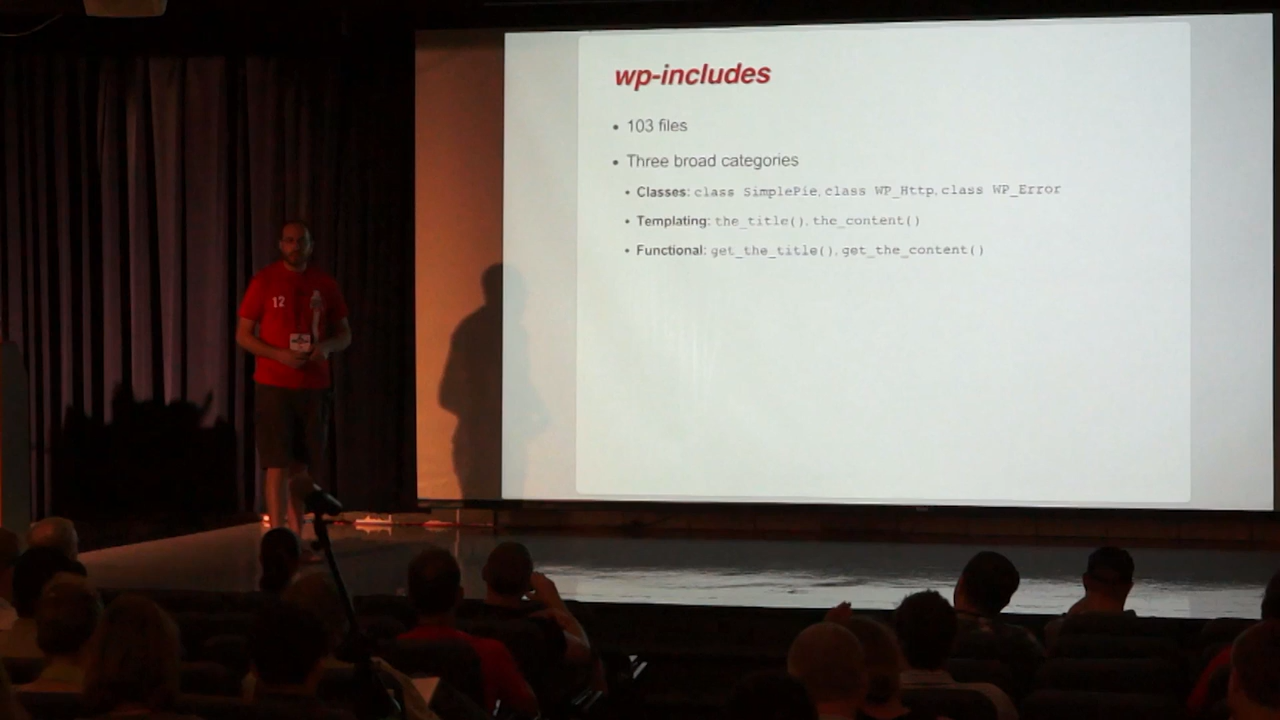 wp-includes
• 103 files
• Three broad categories
• Classes: class SimplePie, class WP_Http, class WP_Error
• Templating: the_title(), the_content()
• Functional: get_the_title(), get_the_content()
12